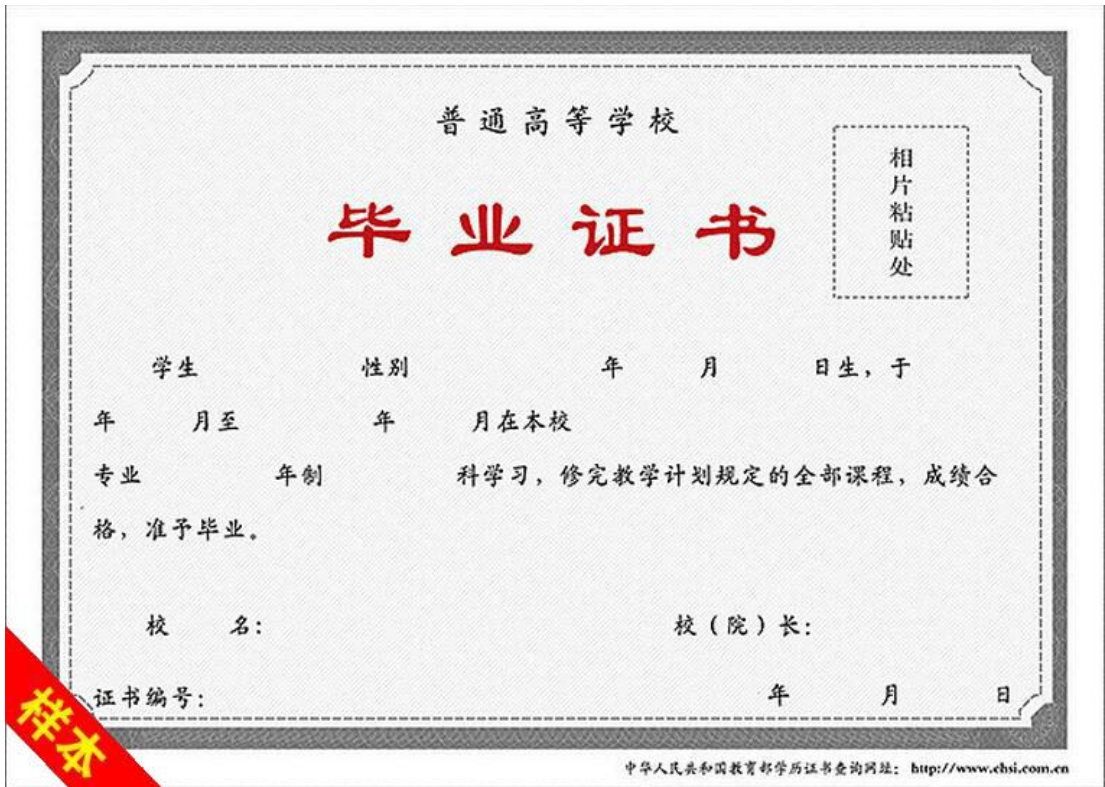 普通高等学校
相片粘贴处
毕业证书
学生 性别 年 月 日生，于
年 月至 年 月在本校
专业 年制 科学习，修完教学计划规定的全部课程，成绩合
格，准予毕业。
校 名： 校（院）长：
证书编号： 年 月 日
样本
中华人民共和国教育部学历证书查询网址： http://www.chsi.com.cn